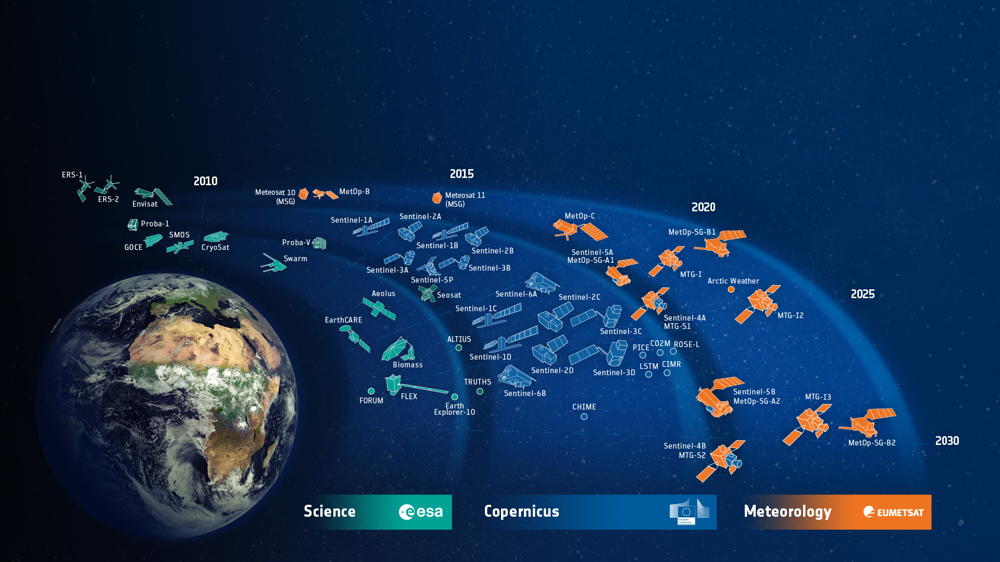 ERS-1
ERS-2
Envisat
2010
2015
2020
2025
2030
Meteosat 10
(MSG)
MetOp-B
Meteosat 11
(MSG)
Proba-1
GOCE
SMOS
CryoSat
Proba-V
Swarm
Sentinel-1A
Sentinel-2A
Sentinel-1B
Sentinel-2B
Sentinel-3A
Sentinel-3B
Sentinel-5P
Seosat
MetOp-C
Sentinel-5A
MetOp-SG-A1
MetOp-SG-B1
MTG-I
Arctic Weather
MTG-I2
Aeolus
EarthCARE
Biomass
ALTIUS
Sentinel-6A
Sentinel-1C
Sentinel-2C
Sentinel-3C
Sentinel-4A
MTG-S1
Sentinel-1D
Sentinel-2D
Sentinel-3D
PICE
CO2M
ROSE-L
LSTM
CIMR
FORUM
FLEX
Earth
Explorer-10
TRUTHS
Sentinel-6B
CHIME
Sentinel-5B
MetOp-SG-A2
MTG-I3
MetOp-SG-B2
Sentinel-4B
MTG-S2
© EUMETSAT
Science
esa
Copernicus
European
Commission
Meteorology
EUMETSAT